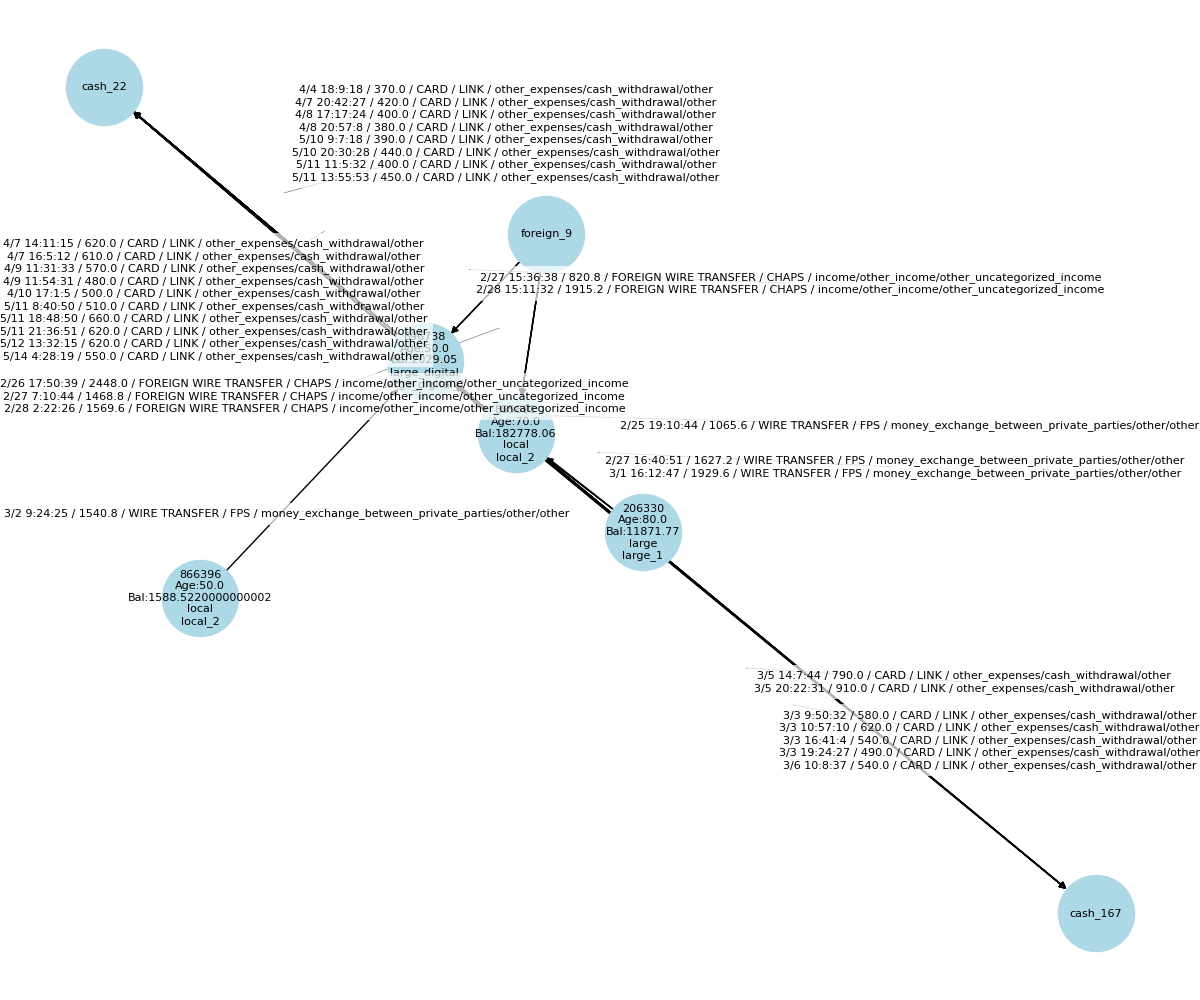 cash_22
4/4 18:9:18 / 370.0 / CARD / LINK / other_expenses/cash_withdrawal/other
4/7 20:42:27 / 420.0 / CARD / LINK / other_expenses/cash_withdrawal/other
4/8 17:17:24 / 400.0 / CARD / LINK / other_expenses/cash_withdrawal/other
4/8 20:57:8 / 380.0 / CARD / LINK / other_expenses/cash_withdrawal/other
5/10 9:7:18 / 390.0 / CARD / LINK / other_expenses/cash_withdrawal/other
5/10 20:30:28 / 440.0 / CARD / LINK / other_expenses/cash_withdrawal/other
5/11 11:5:32 / 400.0 / CARD / LINK / other_expenses/cash_withdrawal/other
5/11 13:55:53 / 450.0 / CARD / LINK / other_expenses/cash_withdrawal/other
foreign_9
4/7 14:11:15 / 620.0 / CARD / LINK / other_expenses/cash_withdrawal/other
4/7 16:5:12 / 610.0 / CARD / LINK / other_expenses/cash_withdrawal/other
4/9 11:31:33 / 570.0 / CARD / LINK / other_expenses/cash_withdrawal/other
4/9 11:54:31 / 480.0 / CARD / LINK / other_expenses/cash_withdrawal/other
4/10 17:1:5 / 500.0 / CARD / LINK / other_expenses/cash_withdrawal/other
5/11 8:40:50 / 510.0 / CARD / LINK / other_expenses/cash_withdrawal/other
5/11 18:48:50 / 660.0 / CARD / LINK / other_expenses/cash_withdrawal/other
5/11 21:36:51 / 620.0 / CARD / LINK / other_expenses/cash_withdrawal/other
5/12 13:32:15 / 620.0 / CARD / LINK / other_expenses/cash_withdrawal/other
5/14 4:28:19 / 550.0 / CARD / LINK / other_expenses/cash_withdrawal/other
2/27 15:36:38 / 820.8 / FOREIGN WIRE TRANSFER / CHAPS / income/other_income/other_uncategorized_income
2/28 15:11:32 / 1915.2 / FOREIGN WIRE TRANSFER / CHAPS / income/other_income/other_uncategorized_income
large_digital
2/26 17:50:39 / 2448.0 / FOREIGN WIRE TRANSFER / CHAPS / income/other_income/other_uncategorized_income
2/27 7:10:44 / 1468.8 / FOREIGN WIRE TRANSFER / CHAPS / income/other_income/other_uncategorized_income
2/28 2:22:26 / 1569.6 / FOREIGN WIRE TRANSFER / CHAPS / income/other_income/other_uncategorized_income
Age:70.0
Bal:182778.06
local
local_2
2/25 19:10:44 / 1065.6 / WIRE TRANSFER / FPS / money_exchange_between_private_parties/other/other
2/27 16:40:51 / 1627.2 / WIRE TRANSFER / FPS / money_exchange_between_private_parties/other/other
3/1 16:12:47 / 1929.6 / WIRE TRANSFER / FPS / money_exchange_between_private_parties/other/other
206330
Age:80.0
Bal:11871.77
large
large_1
3/2 9:24:25 / 1540.8 / WIRE TRANSFER / FPS / money_exchange_between_private_parties/other/other
866396
Age:50.0
Bal:1588.5220000000002
local
local_2
3/5 14:7:44 / 790.0 / CARD / LINK / other_expenses/cash_withdrawal/other
3/5 20:22:31 / 910.0 / CARD / LINK / other_expenses/cash_withdrawal/other
3/3 9:50:32 / 580.0 / CARD / LINK / other_expenses/cash_withdrawal/other
3/3 10:57:10 / 620.0 / CARD / LINK / other_expenses/cash_withdrawal/other
3/3 16:41:4 / 540.0 / CARD / LINK / other_expenses/cash_withdrawal/other
3/3 19:24:27 / 490.0 / CARD / LINK / other_expenses/cash_withdrawal/other
3/6 10:8:37 / 540.0 / CARD / LINK / other_expenses/cash_withdrawal/other
cash_167